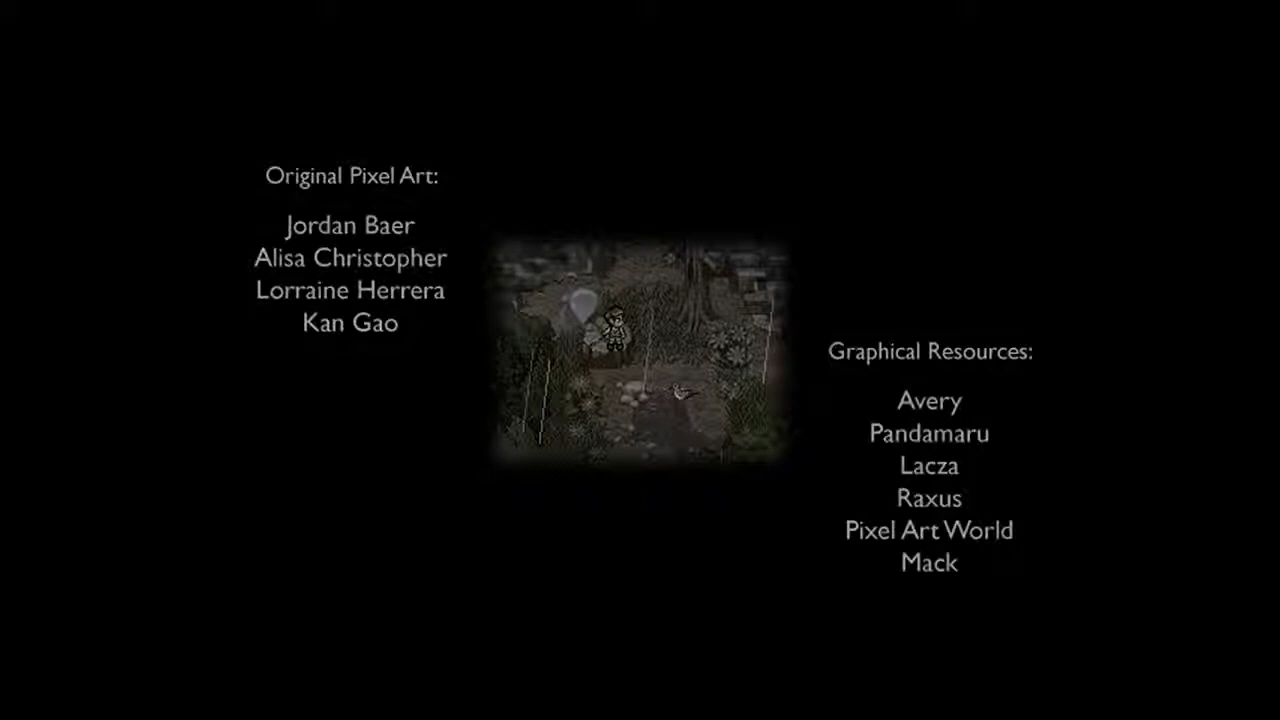 Original Pixel Art:
Jordan Baer
Alisa Christopher
Lorraine Herrera
Kan Gao
Graphical Resources:
Avery
Pandamaru
Lacza
Raxus
Pixel Art World
Mack